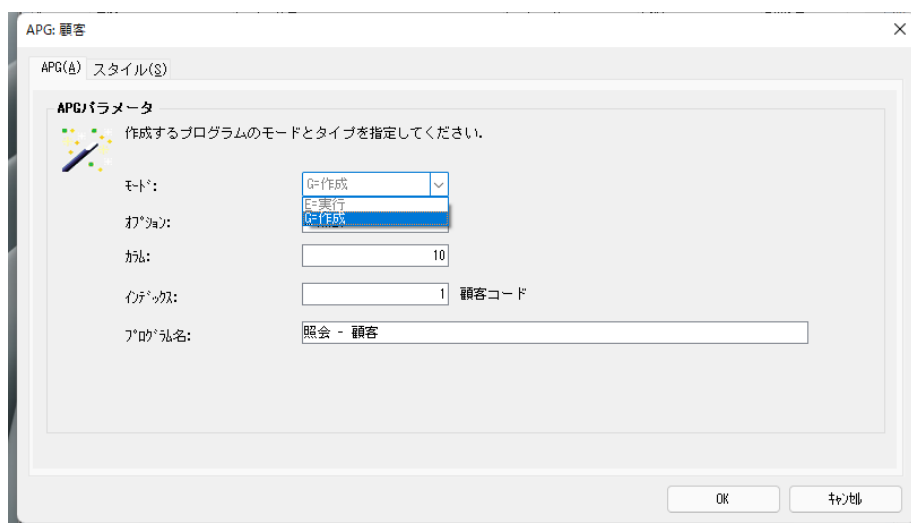 APG: 顧客
APG(A) スタイル(S)
APGパラメータ
作成するプログラムのモードとタイプを指定してください.
ﾓｰﾄﾞ: G=作成
E=実行
G=作成
ｵﾌﾟｼｮﾝ:
ｶﾗﾑ: 10
ｲﾝﾃﾞｯｸｽ: 1 顧客コード
ﾌﾟﾛｸﾞﾗﾑ名: 照会 - 顧客
OK ｷｬﾝｾﾙ